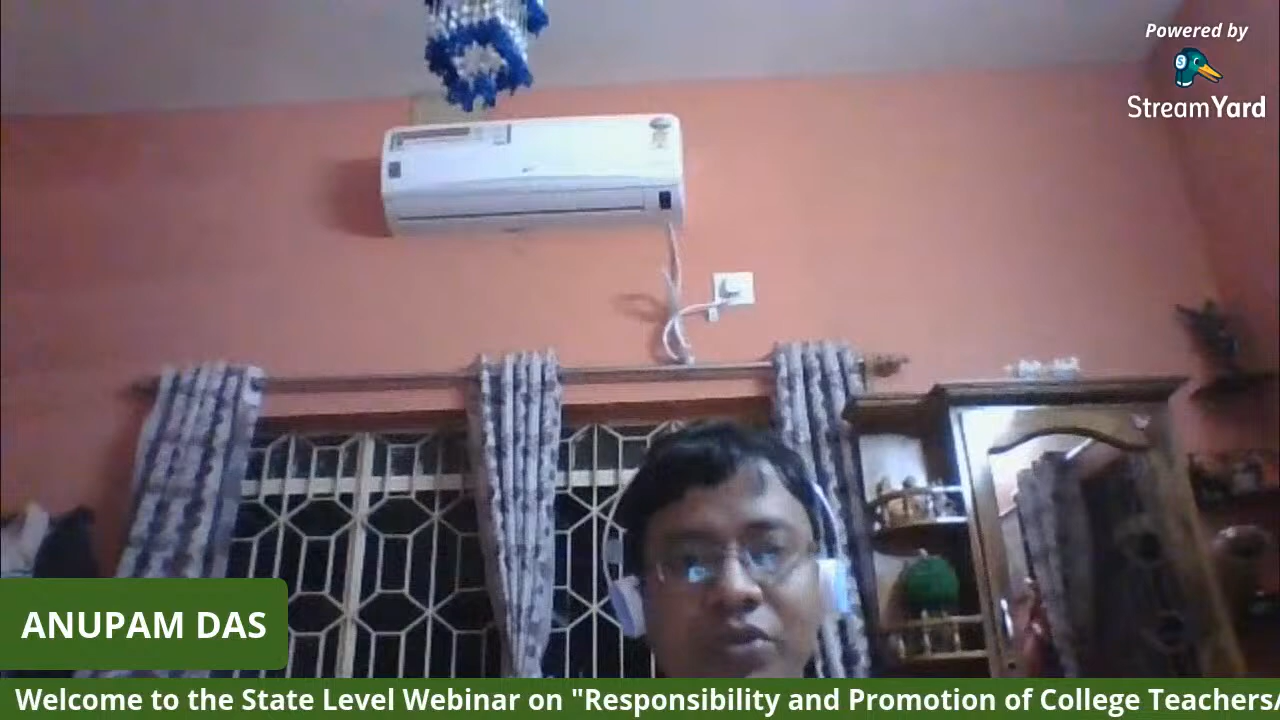 Powered by
StreamYard
ANUPAM DAS
Welcome to the State Level Webinar on "Responsibility and Promotion of College Teachers/